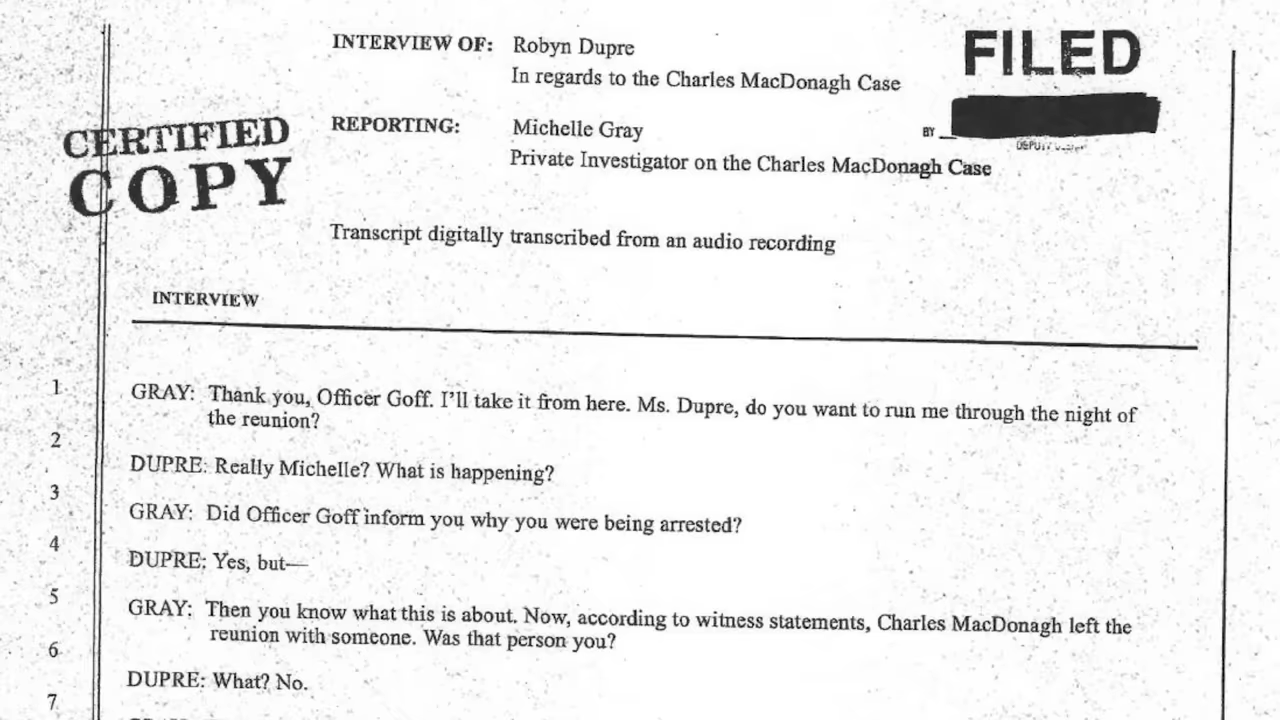 INTERVIEW OF: Robyn Dupre
In regards to the Charles MacDonagh Case
FILED
BY
CERTIFIED
COPY
REPORTING: Michelle Gray
Private Investigator on the Charles MacDonagh Case
Transcript digitally transcribed from an audio recording
INTERVIEW
1
GRAY: Thank you, Officer Goff. I'll take it from here. Ms. Dupre, do you want to run me through the night of
the reunion?
2
DUPRE: Really Michelle? What is happening?
3
GRAY: Did Officer Goff inform you why you were being arrested?
4
DUPRE: Yes, but—
5
GRAY: Then you know what this is about. Now, according to witness statements, Charles MacDonagh left the
reunion with someone. Was that person you?
6
DUPRE: What? No.
7